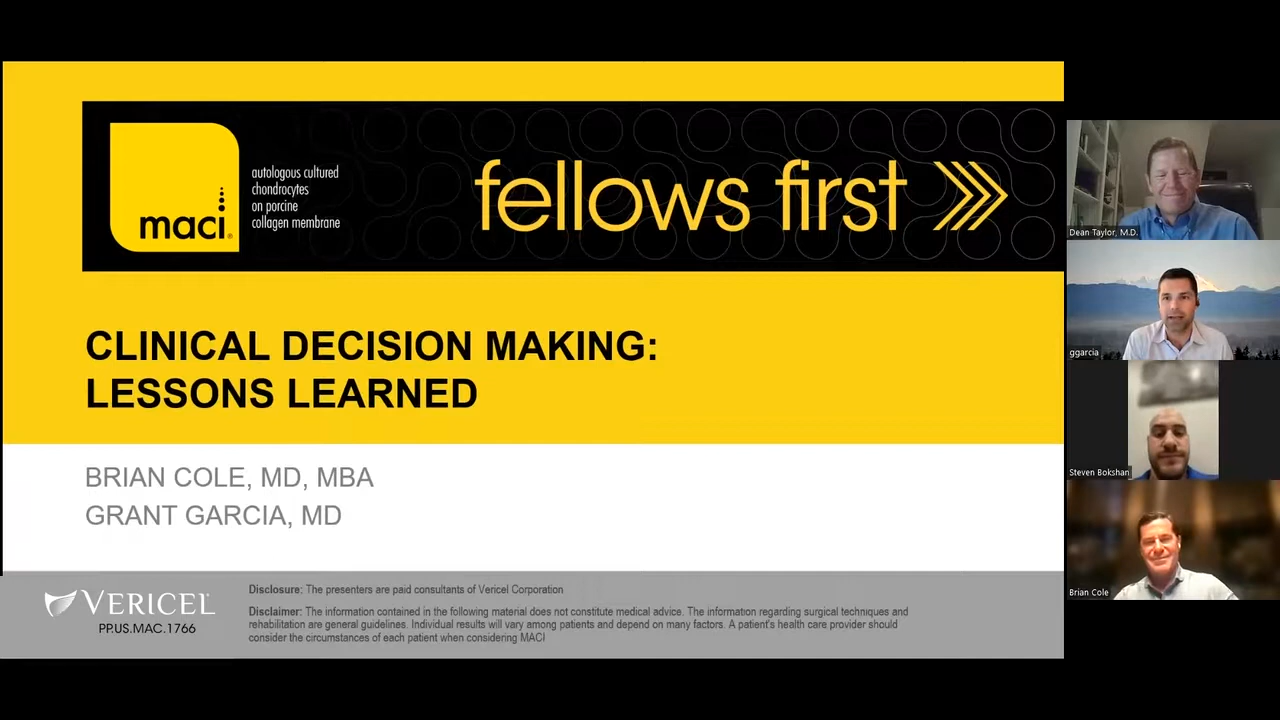 maci®
autologous cultured
chondrocytes
on porcine
collagen membrane
fellows first
CLINICAL DECISION MAKING:
LESSONS LEARNED
BRIAN COLE, MD, MBA
GRANT GARCIA, MD
VERICEL®
PP.US.MAC.1766
Disclosure: The presenters are paid consultants of Vericel Corporation
Disclaimer: The information contained in the following material does not constitute medical advice. The information regarding surgical techniques and
rehabilitation are general guidelines. Individual results will vary among patients and depend on many factors. A patient's health care provider should
consider the circumstances of each patient when considering MACI
Dean Taylor, M.D.
ggarcia
Steven Bokshan
Brian Cole